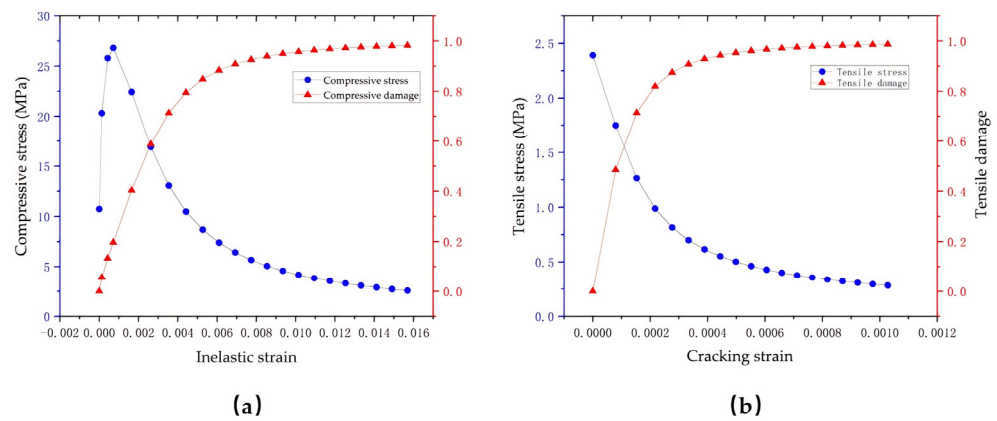 30
25
20
15
10
5
0
Compressive stress (MPa)
-0.002 0.000 0.002 0.004 0.006 0.008 0.010 0.012 0.014 0.016
Inelastic strain
1.0
0.8
0.6
0.4
0.2
0.0
Compressive stress
Compressive damage
(a)
2.5
2.0
1.5
1.0
0.5
0.0
Tensile stress (MPa)
0.0000 0.0002 0.0004 0.0006 0.0008 0.0010 0.0012
Cracking strain
1.0
0.8
0.6
0.4
0.2
0.0
Tensile damage
Tensile stress
Tensile damage
(b)